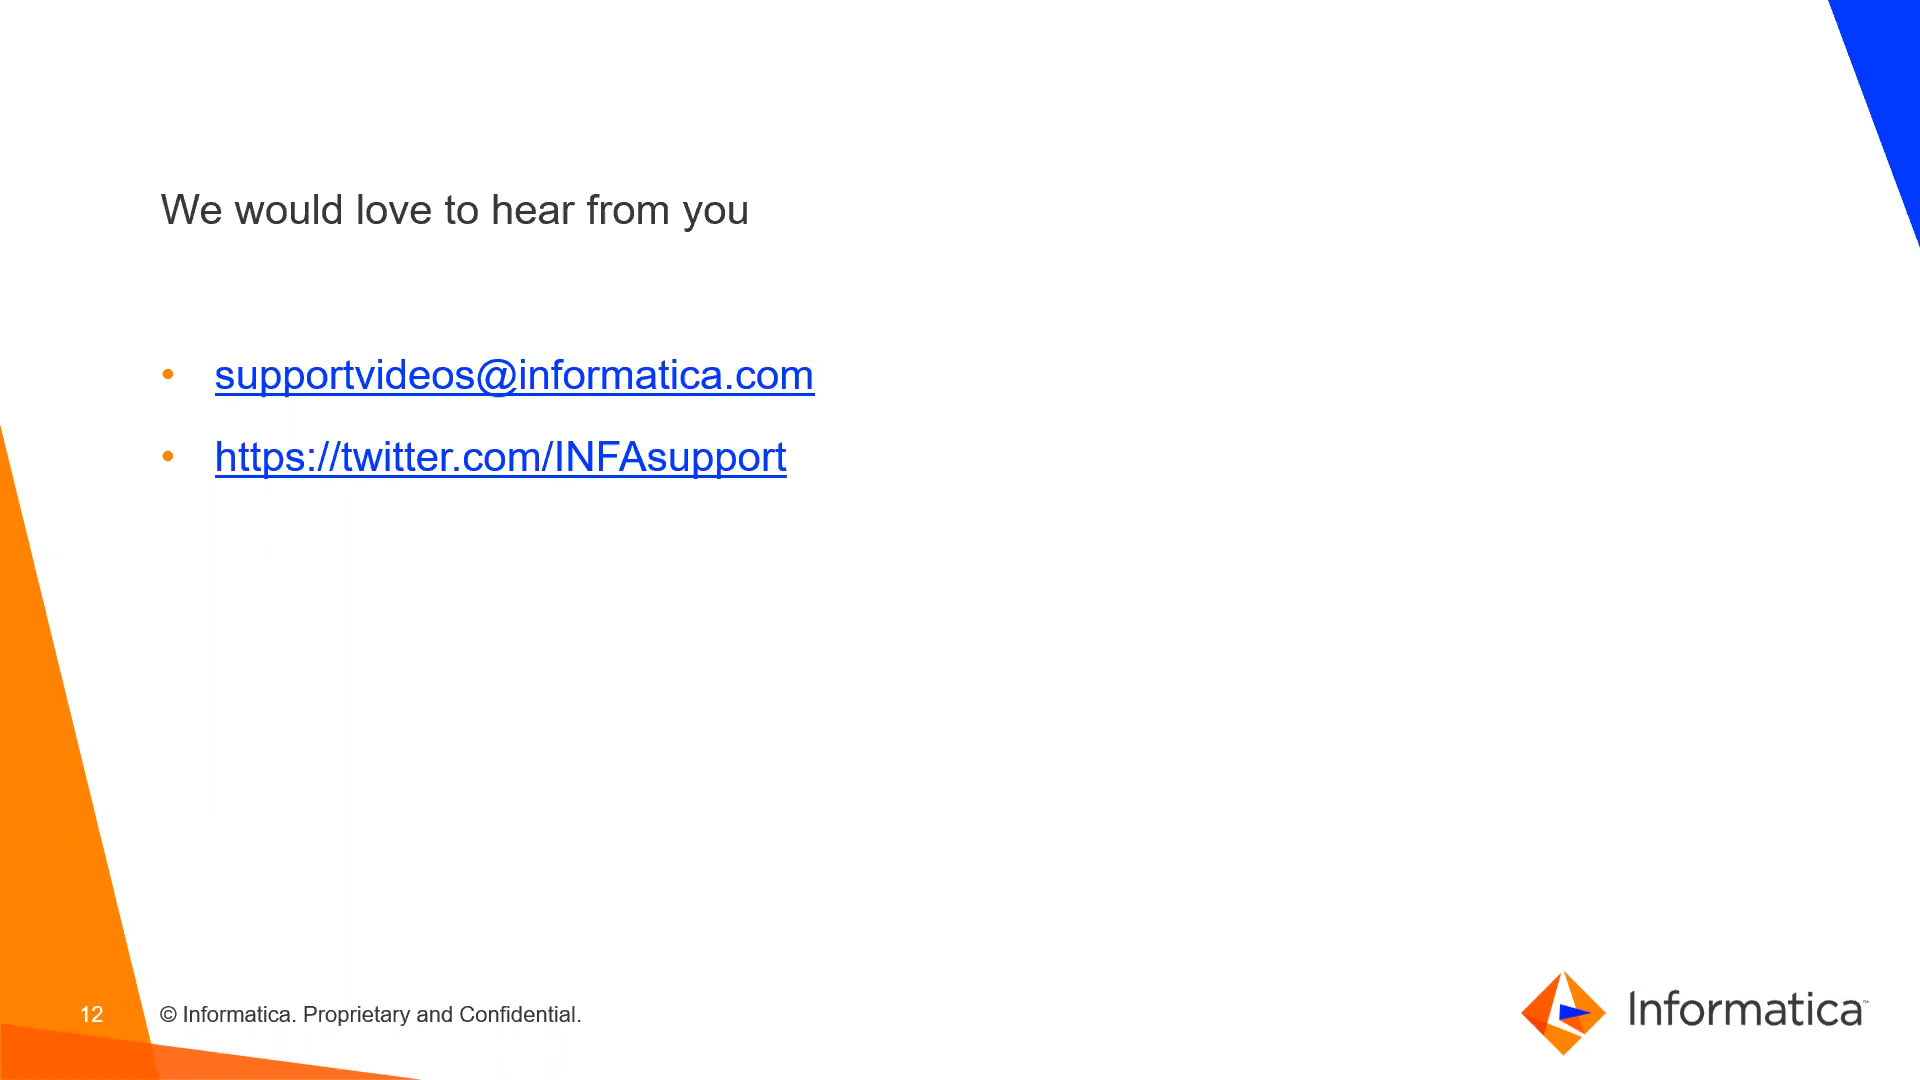 We would love to hear from you
• supportvideos@informatica.com
• https://twitter.com/INFAsupport
12 © Informatica. Proprietary and Confidential.
Informatica™